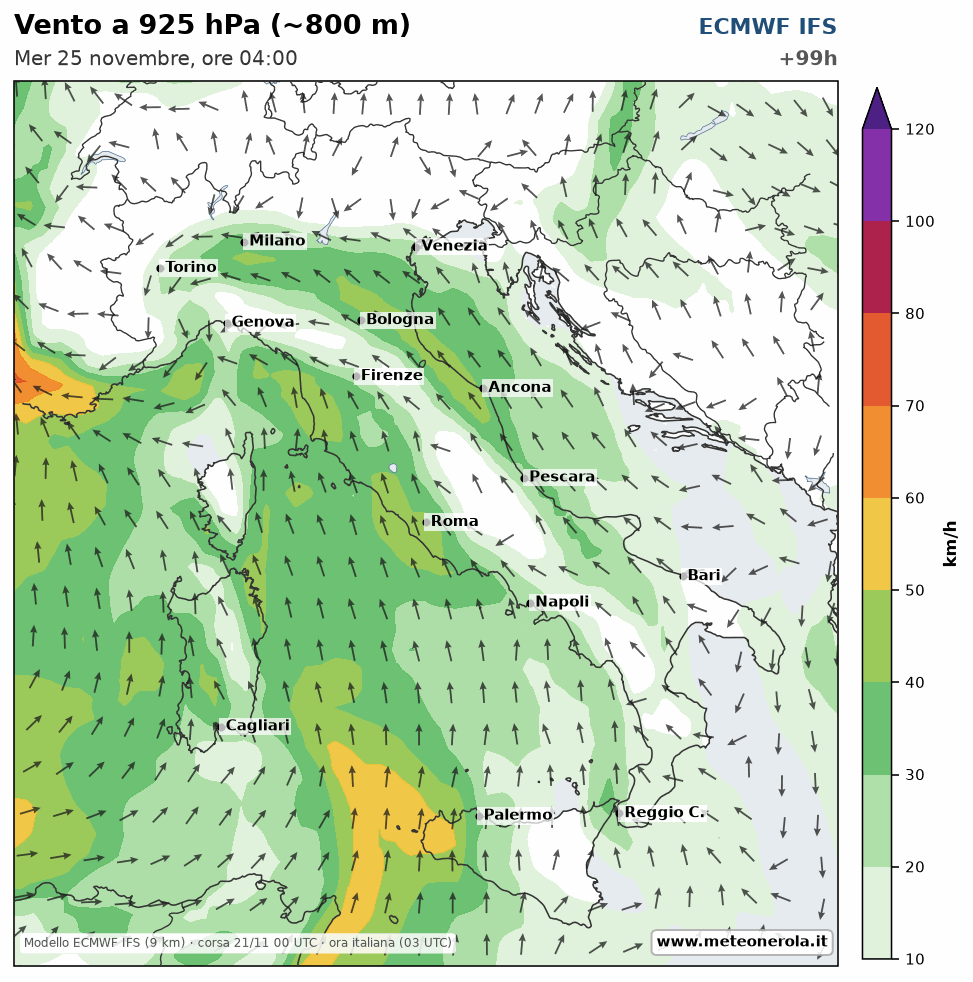 Vento a 925 hPa (~800 m)
ECMWF IFS
Mer 25 novembre, ore 04:00
+99h
120
100
80
70
60
50
40
30
20
10
km/h
Milano
Venezia
Torino
Genova
Bologna
Firenze
Ancona
Pescara
Roma
Bari
Napoli
Cagliari
Palermo
Reggio C.
Modello ECMWF IFS (9 km) · corsa 21/11 00 UTC · ora italiana (03 UTC)
www.meteonerola.it